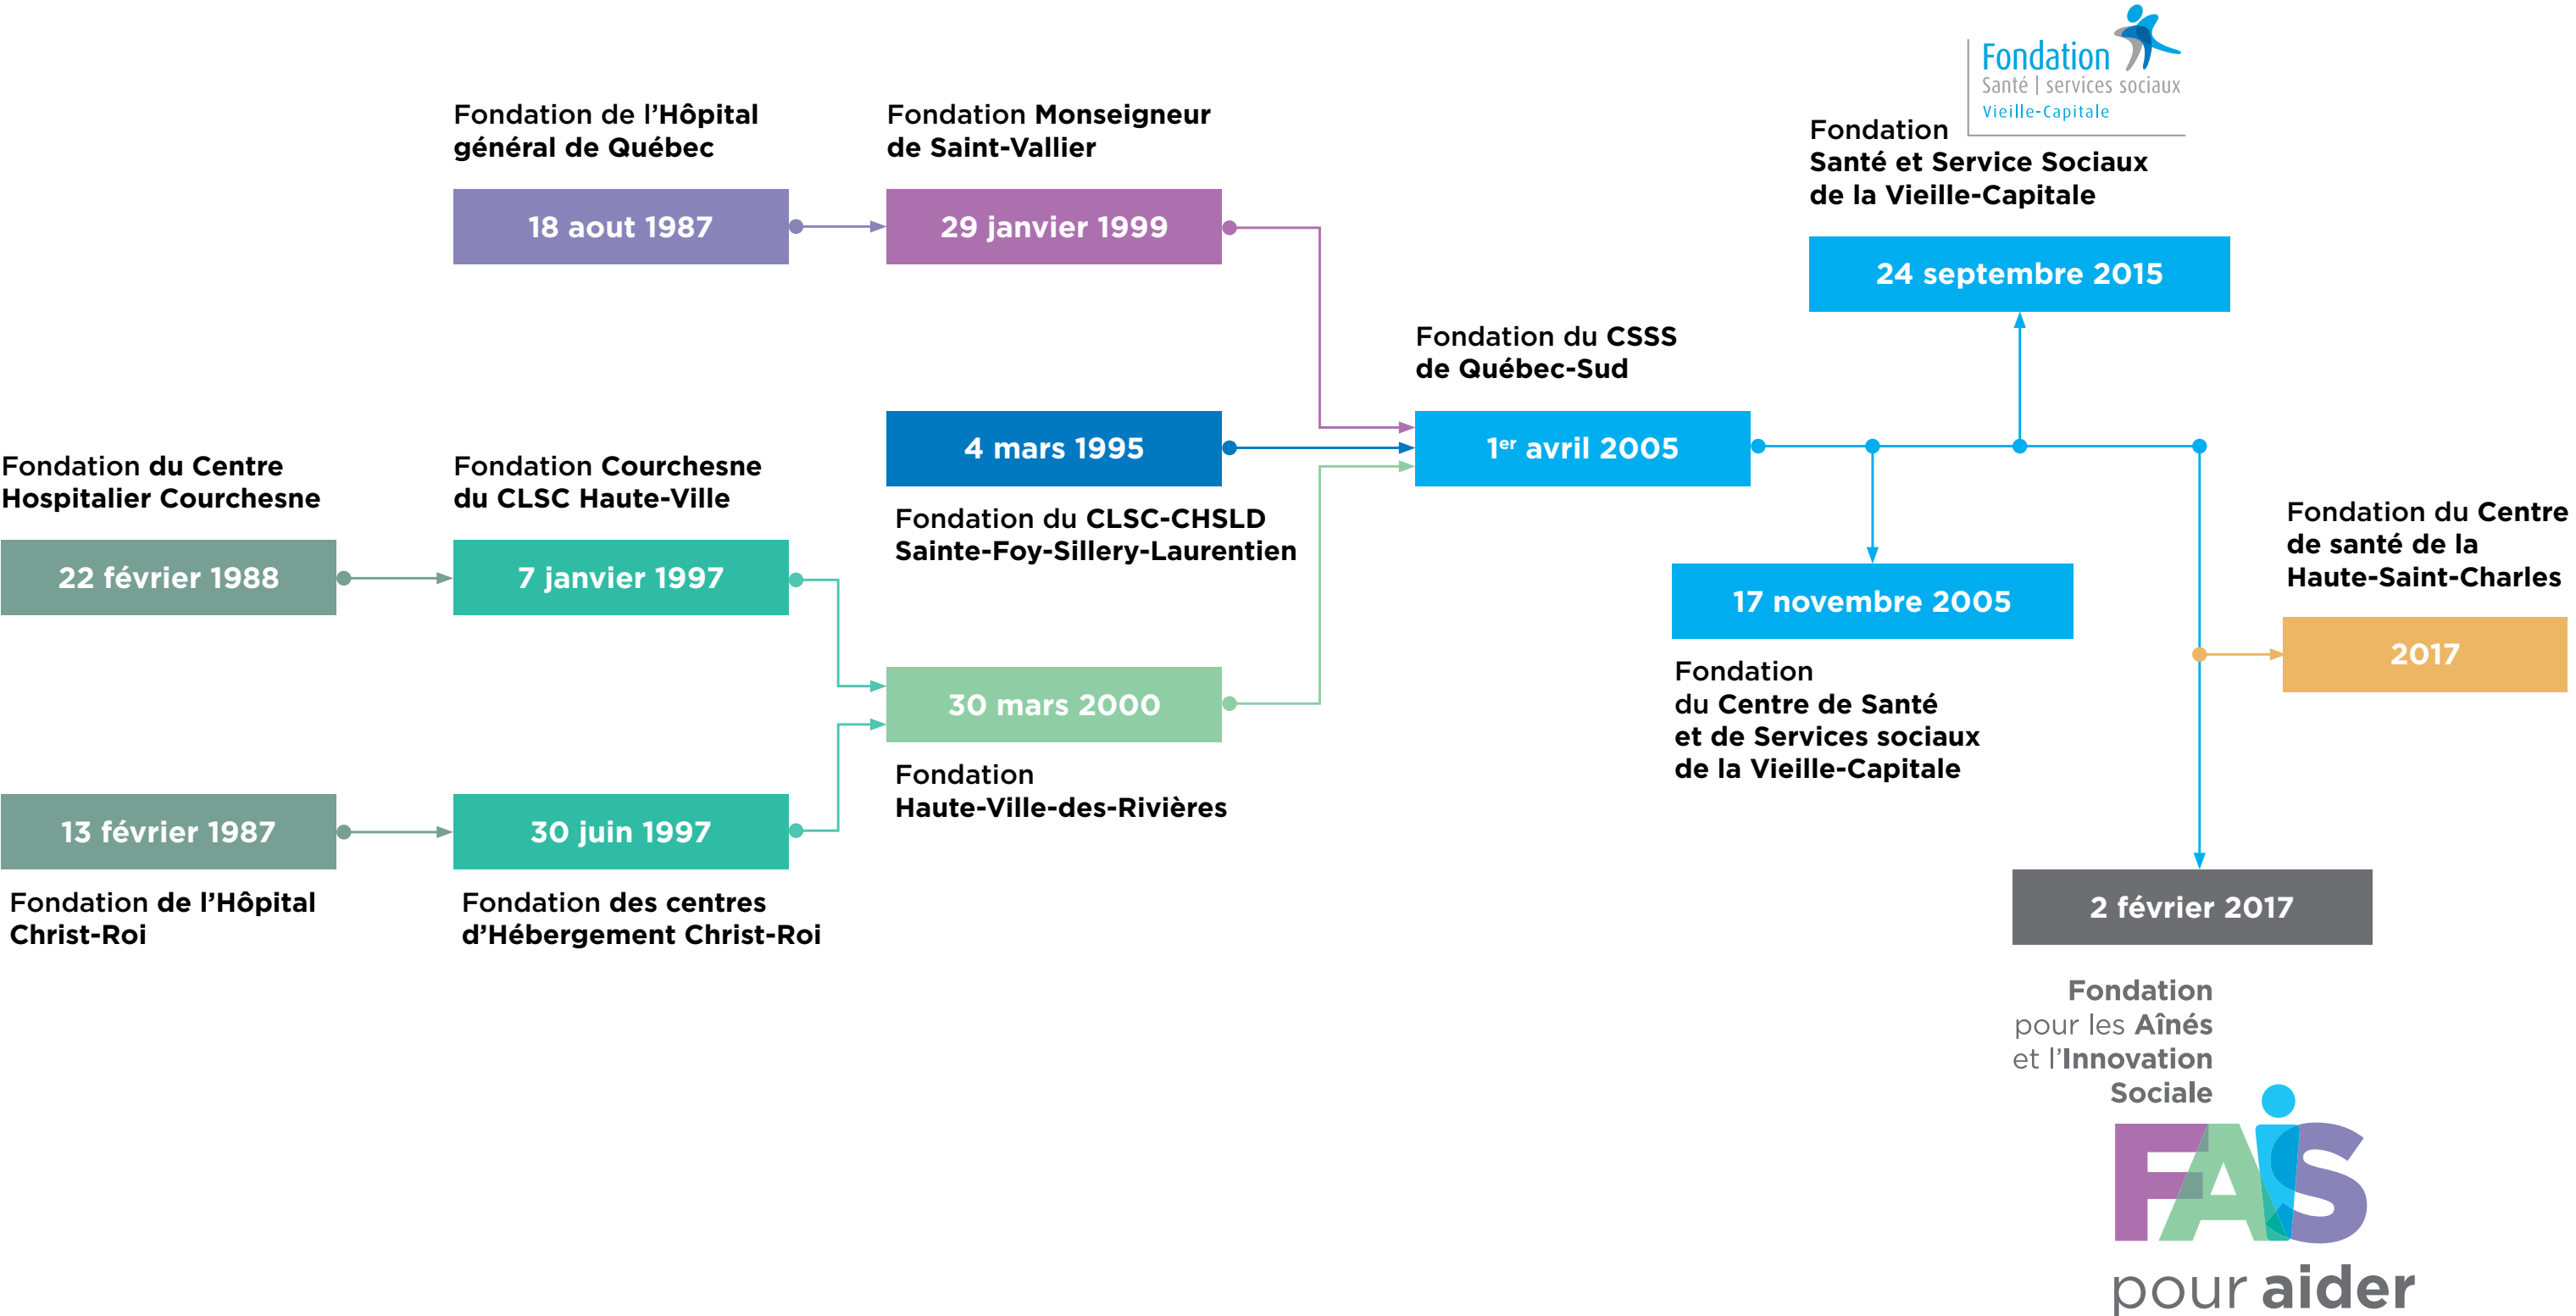 Fondation
Santé | services sociaux
Vieille-Capitale
Fondation de l’Hôpital
général de Québec
18 aout 1987
Fondation Monseigneur
de Saint-Vallier
29 janvier 1999
Fondation
Santé et Service Sociaux
de la Vieille-Capitale
24 septembre 2015
Fondation du CSSS
de Québec-Sud
1er avril 2005
4 mars 1995
Fondation du CLSC-CHSLD
Sainte-Foy-Sillery-Laurentien
Fondation du Centre
Hospitalier Courchesne
22 février 1988
Fondation Courchesne
du CLSC Haute-Ville
7 janvier 1997
17 novembre 2005
Fondation
du Centre de Santé
et de Services sociaux
de la Vieille-Capitale
Fondation du Centre
de santé de la
Haute-Saint-Charles
2017
30 mars 2000
Fondation
Haute-Ville-des-Rivières
13 février 1987
Fondation de l’Hôpital
Christ-Roi
30 juin 1997
Fondation des centres
d’Hébergement Christ-Roi
2 février 2017
Fondation
pour les Aînés
et l’Innovation
Sociale
FAiS
pour aider